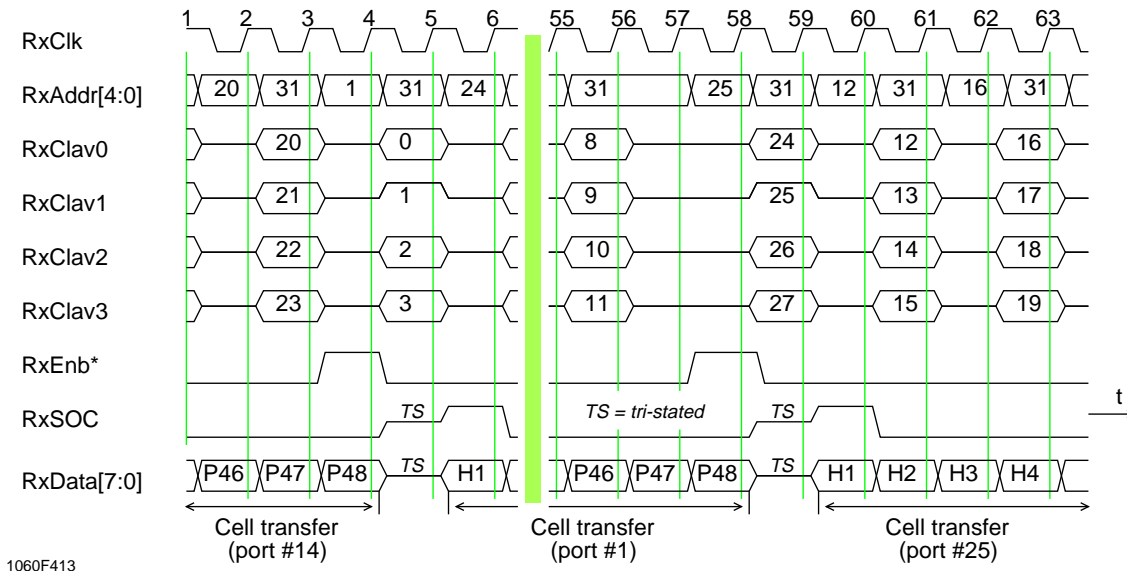 1 2 3 4 5 6 55 56 57 58 59 60 61 62 63
RxClk
RxAddr[4:0] 20 31 1 31 24 31 25 31 12 31 16 31
RxClav0 20 0 8 24 12 16
RxClav1 21 1 9 25 13 17
RxClav2 22 2 10 26 14 18
RxClav3 23 3 11 27 15 19
RxEnb*
RxSOC TS TS = tri-stated TS t
RxData[7:0] P46 P47 P48 TS H1 P46 P47 P48 TS H1 H2 H3 H4
Cell transfer Cell transfer Cell transfer
(port #14) (port #1) (port #25)
1060F413